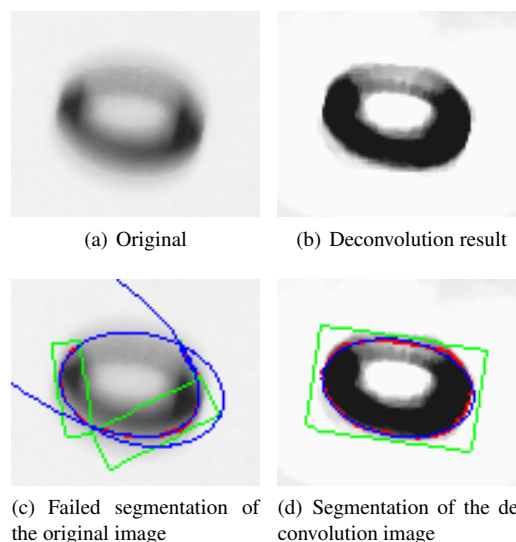 (a) Original
(b) Deconvolution result
(c) Failed segmentation of
the original image
(d) Segmentation of the de
convolution image